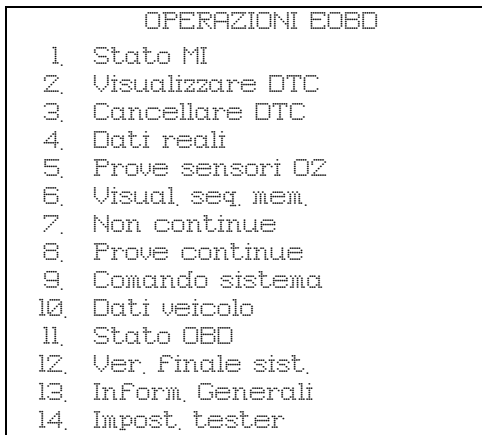 OPERAZIONI EOBD
1. Stato MI
2. Visualizzare DTC
3. Cancellare DTC
4. Dati reali
5. Prove sensori O2
6. Visual. seq. mem.
7. Non continue
8. Prove continue
9. Comando sistema
10. Dati veicolo
11. Stato OBD
12. Ver. finale sist.
13. Inform. Generali
14. Impost. tester